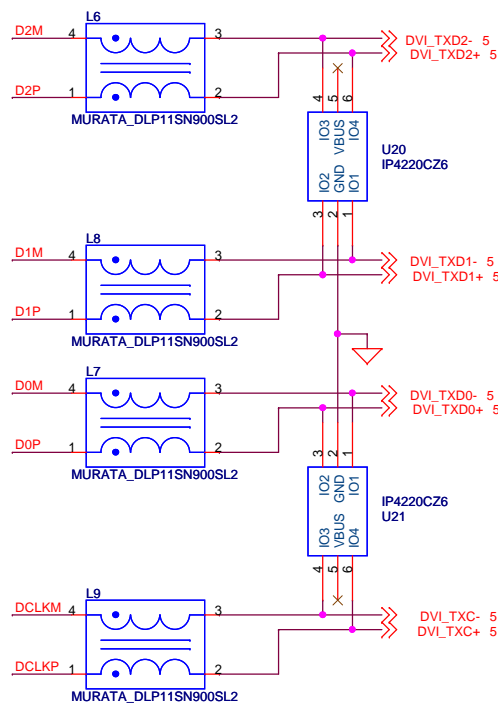 L6
D2M 4 3 DVI_TXD2- 5
DVI_TXD2+ 5
D2P 1 2
MURATA_DLP11SN900SL2
4 5 6
IO3 VBUS IO4
U20
IP4220CZ6
IO2 GND IO1
3 2 1
L8
D1M 4 3 DVI_TXD1- 5
DVI_TXD1+ 5
D1P 1 2
MURATA_DLP11SN900SL2
L7
D0M 4 3 DVI_TXD0- 5
DVI_TXD0+ 5
D0P 1 2
MURATA_DLP11SN900SL2
3 2 1
IO2 GND IO1
IP4220CZ6
U21
IO3 VBUS IO4
4 5 6
L9
DCLKM 4 3 DVI_TXC- 5
DVI_TXC+ 5
DCLKP 1 2
MURATA_DLP11SN900SL2